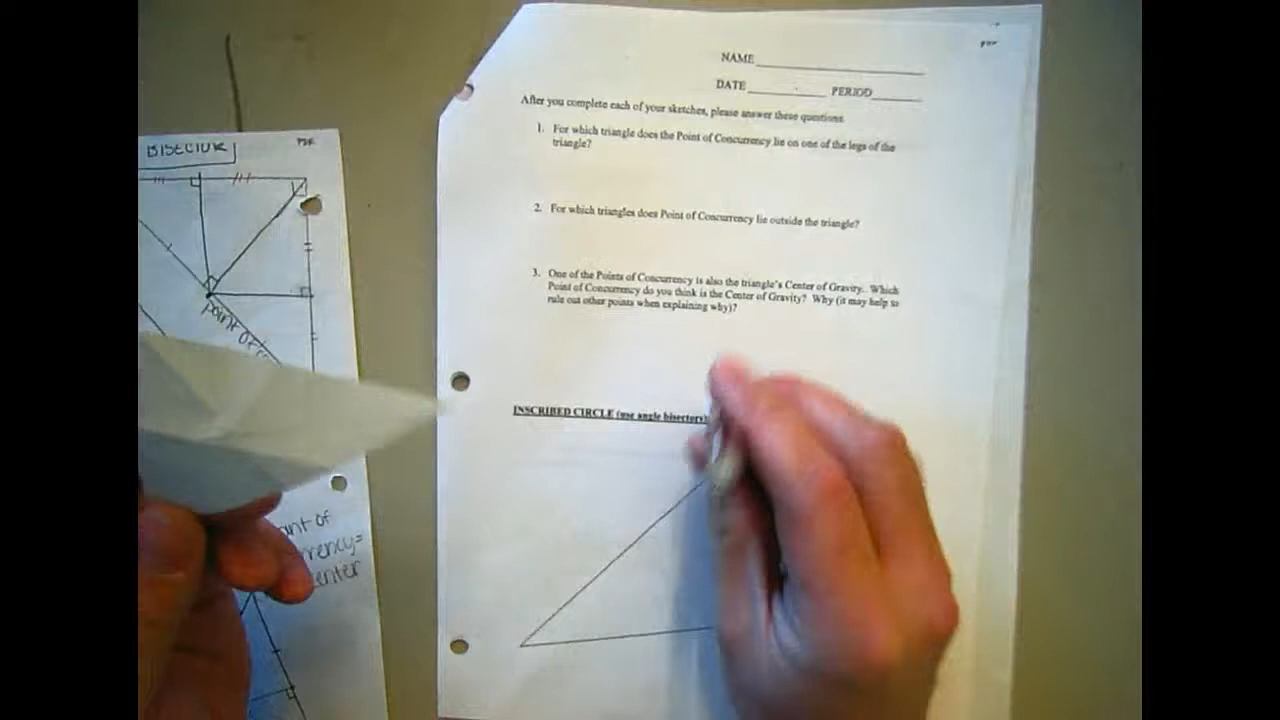 BISECTOR
point of
NAME
DATE PERIOD
After you complete each of your sketches, please answer these questions.
1. For which triangle does the Point of Concurrency lie on one of the legs of the
triangle?
2. For which triangles does Point of Concurrency lie outside the triangle?
3. One of the Points of Concurrency is also the triangle's Center of Gravity. Which
Point of Concurrency do you think is the Center of Gravity? Why (it may help to
rule out other points when explaining why)?
INSCRIBED CIRCLE (use angle bisectors)
of
enter